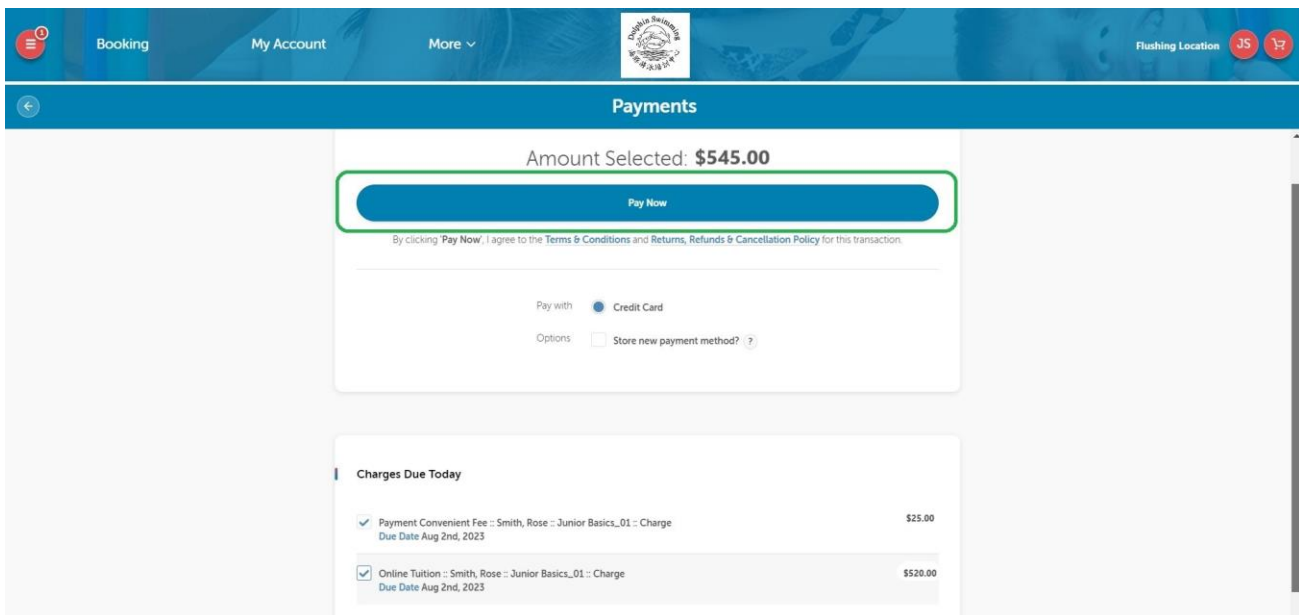 1
Booking
My Account
More
Dolphin Swimming
Flushing Location
JS
Payments
Amount Selected: $545.00
Pay Now
By clicking 'Pay Now', I agree to the Terms & Conditions and Returns, Refunds & Cancellation Policy for this transaction.
Pay with
Credit Card
Options
Store new payment method? ?
Charges Due Today
Payment Convenient Fee :: Smith, Rose :: Junior Basics_01 :: Charge
$25.00
Due Date Aug 2nd, 2023
Online Tuition :: Smith, Rose :: Junior Basics_01 :: Charge
$520.00
Due Date Aug 2nd, 2023